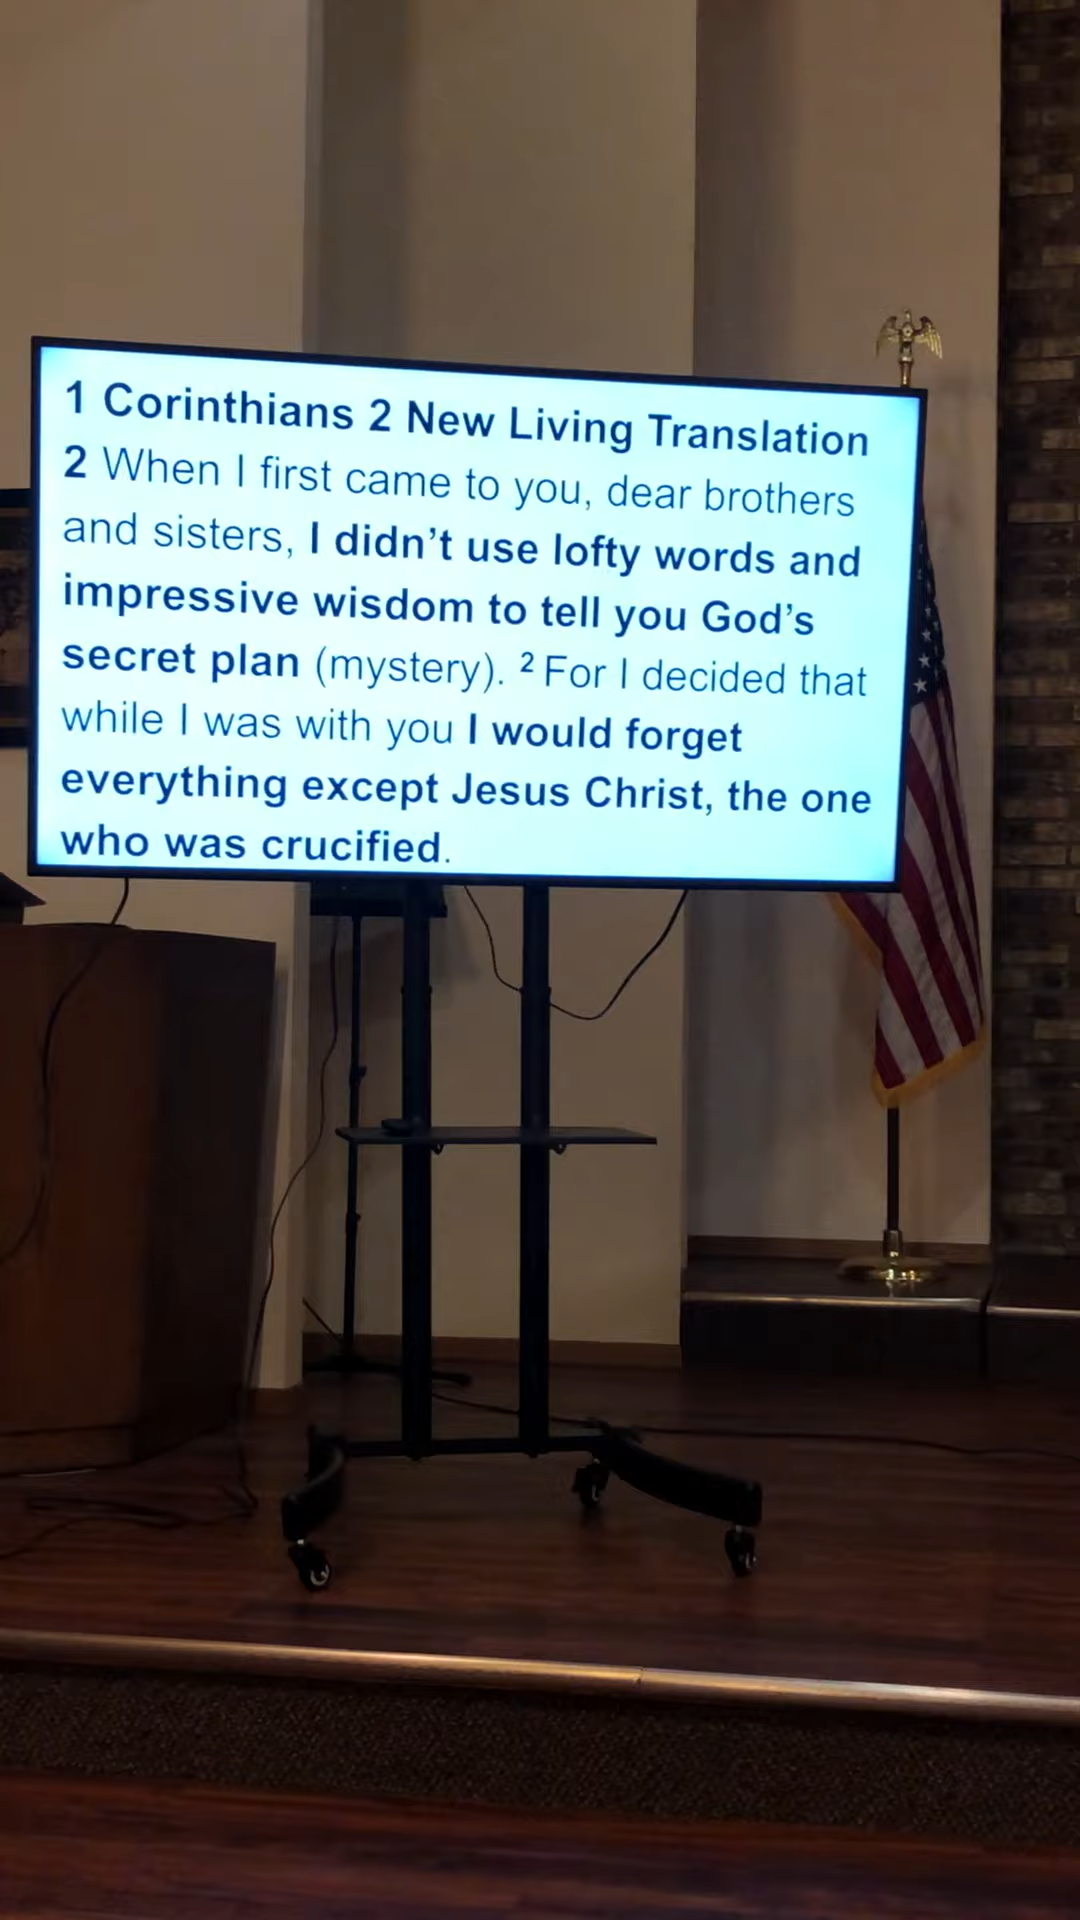 1 Corinthians 2 New Living Translation
2 When I first came to you, dear brothers
and sisters, I didn’t use lofty words and
impressive wisdom to tell you God’s
secret plan (mystery). ² For I decided that
while I was with you I would forget
everything except Jesus Christ, the one
who was crucified.